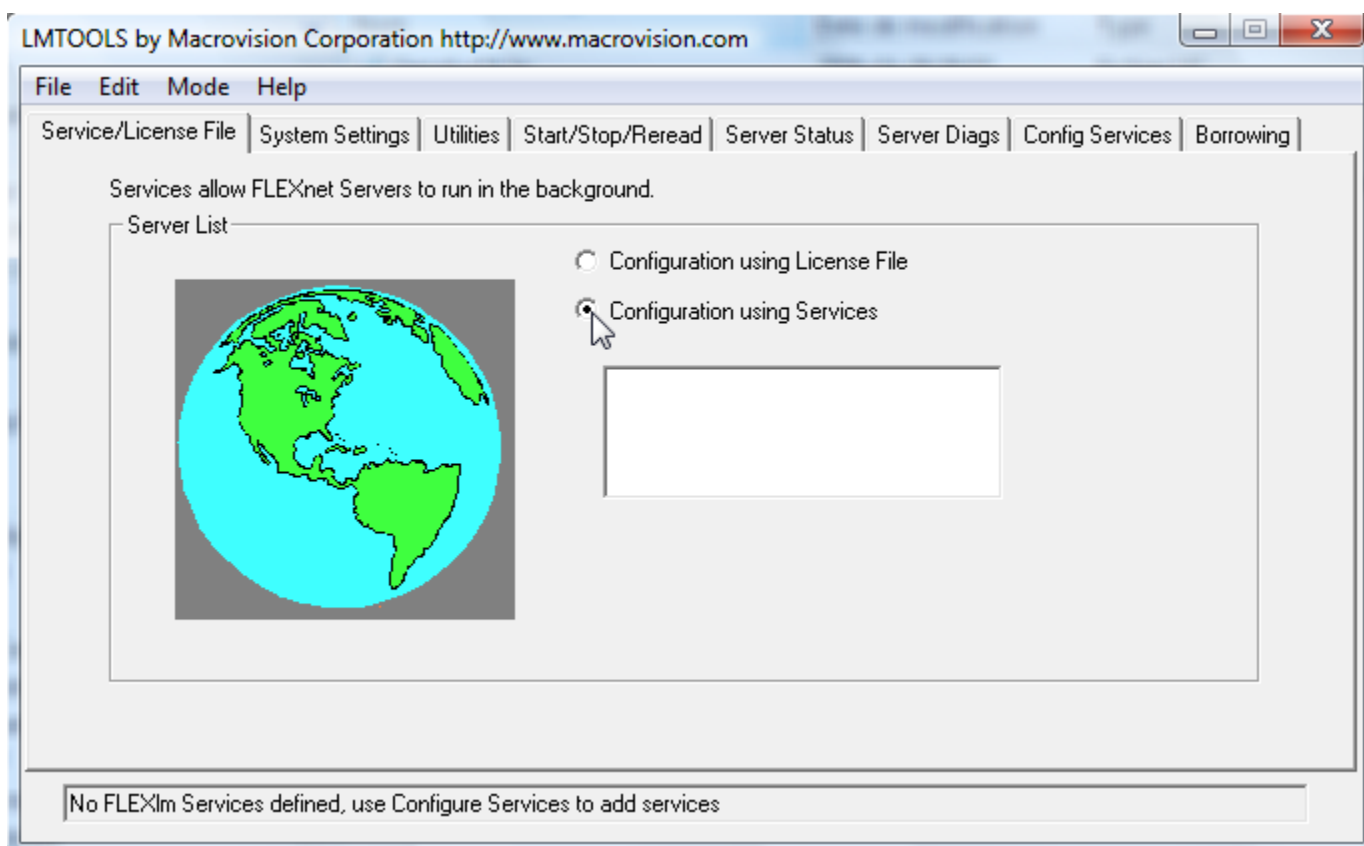 LMTOOLS by Macrovision Corporation http://www.macrovision.com
File Edit Mode Help
Service/License File System Settings Utilities Start/Stop/Reread Server Status Server Diags Config Services Borrowing
Services allow FLEXnet Servers to run in the background.
Server List
Configuration using License File
Configuration using Services
No FLEXlm Services defined, use Configure Services to add services